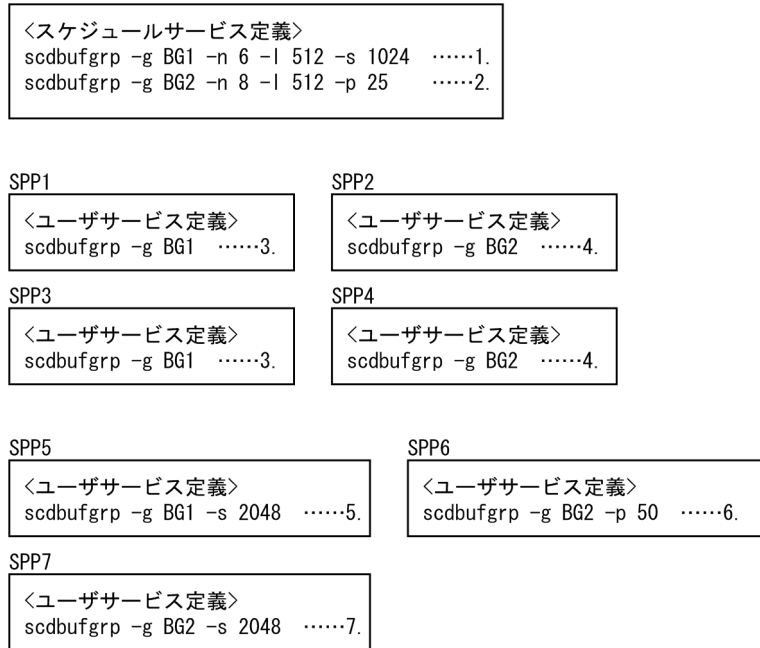 <スケジュールサービス定義>
scdbufgrp -g BG1 -n 6 -l 512 -s 1024 ……1.
scdbufgrp -g BG2 -n 8 -l 512 -p 25 ……2.
SPP1
<ユーザサービス定義>
scdbufgrp -g BG1 ……3.
SPP2
<ユーザサービス定義>
scdbufgrp -g BG2 ……4.
SPP3
<ユーザサービス定義>
scdbufgrp -g BG1 ……3.
SPP4
<ユーザサービス定義>
scdbufgrp -g BG2 ……4.
SPP5
<ユーザサービス定義>
scdbufgrp -g BG1 -s 2048 ……5.
SPP6
<ユーザサービス定義>
scdbufgrp -g BG2 -p 50 ……6.
SPP7
<ユーザサービス定義>
scdbufgrp -g BG2 -s 2048 ……7.